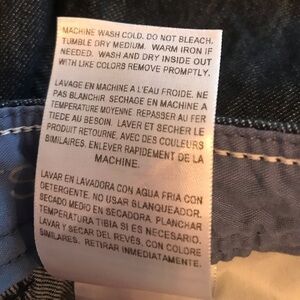 MACHINE WASH COLD. DO NOT BLEACH.
TUMBLE DRY MEDIUM. WARM IRON IF
NEEDED. WASH AND DRY INSIDE OUT
WITH LIKE COLORS REMOVE PROMPTLY.
LAVAGE EN MACHINE A L'EAU FROIDE. NE
PAS BLANCHIR. SECHAGE EN MACHINE A
TEMPERATURE MOYENNE. REPASSER AU FER
TIEDE AU BESOIN. LAVER ET SECHER LE
PRODUIT RETOURNE, AVEC DES COULEURS
SIMILAIRES. ENLEVER RAPIDEMENT DE LA
MACHINE.
LAVAR EN LAVADORA CON AGUA FRIA CON
DETERGENTE. NO USAR BLANQUEADOR.
SECADO MEDIO EN SECADORA. PLANCHAR
TEMPERATURA TIBIA SI ES NECESARIO.
LAVAR Y SECAR DEL REVÉS, CON COLORE
SIMILARES. RETIRAR INMEDIATAMENTE.